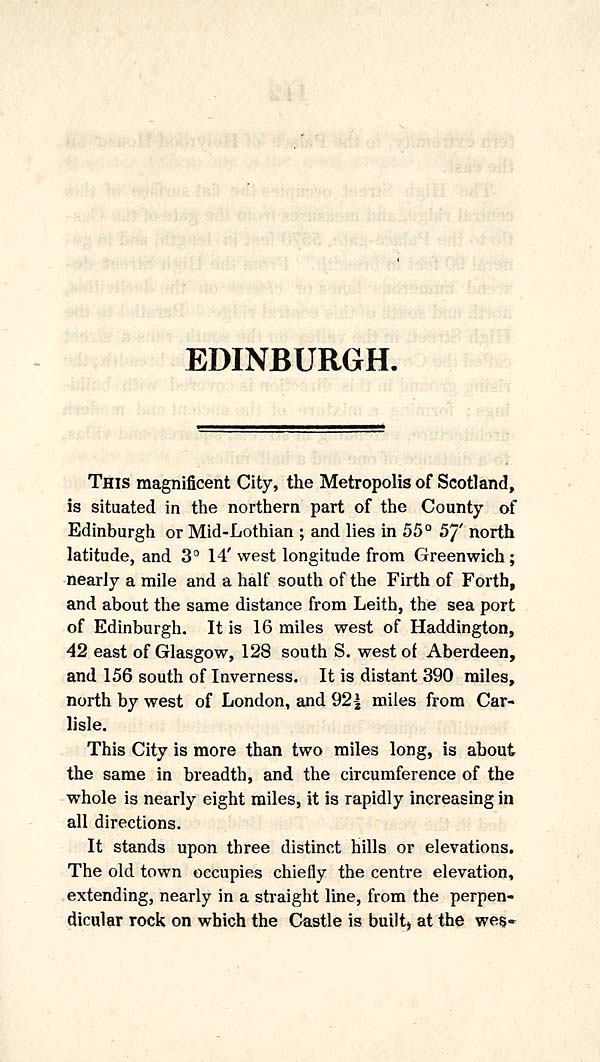 EDINBURGH.
THIS magnificent City, the Metropolis of Scotland,
is situated in the northern part of the County of
Edinburgh or Mid-Lothian ; and lies in 55° 57′ north
latitude, and 3° 14′ west longitude from Greenwich ;
nearly a mile and a half south of the Firth of Forth,
and about the same distance from Leith, the sea port
of Edinburgh. It is 16 miles west of Haddington,
42 east of Glasgow, 128 south S. west of Aberdeen,
and 156 south of Inverness. It is distant 390 miles,
north by west of London, and 92½ miles from Car-
lisle.
This City is more than two miles long, is about
the same in breadth, and the circumference of the
whole is nearly eight miles, it is rapidly increasing in
all directions.
It stands upon three distinct hills or elevations.
The old town occupies chiefly the centre elevation,
extending, nearly in a straight line, from the perpen-
dicular rock on which the Castle is built, at the wes-